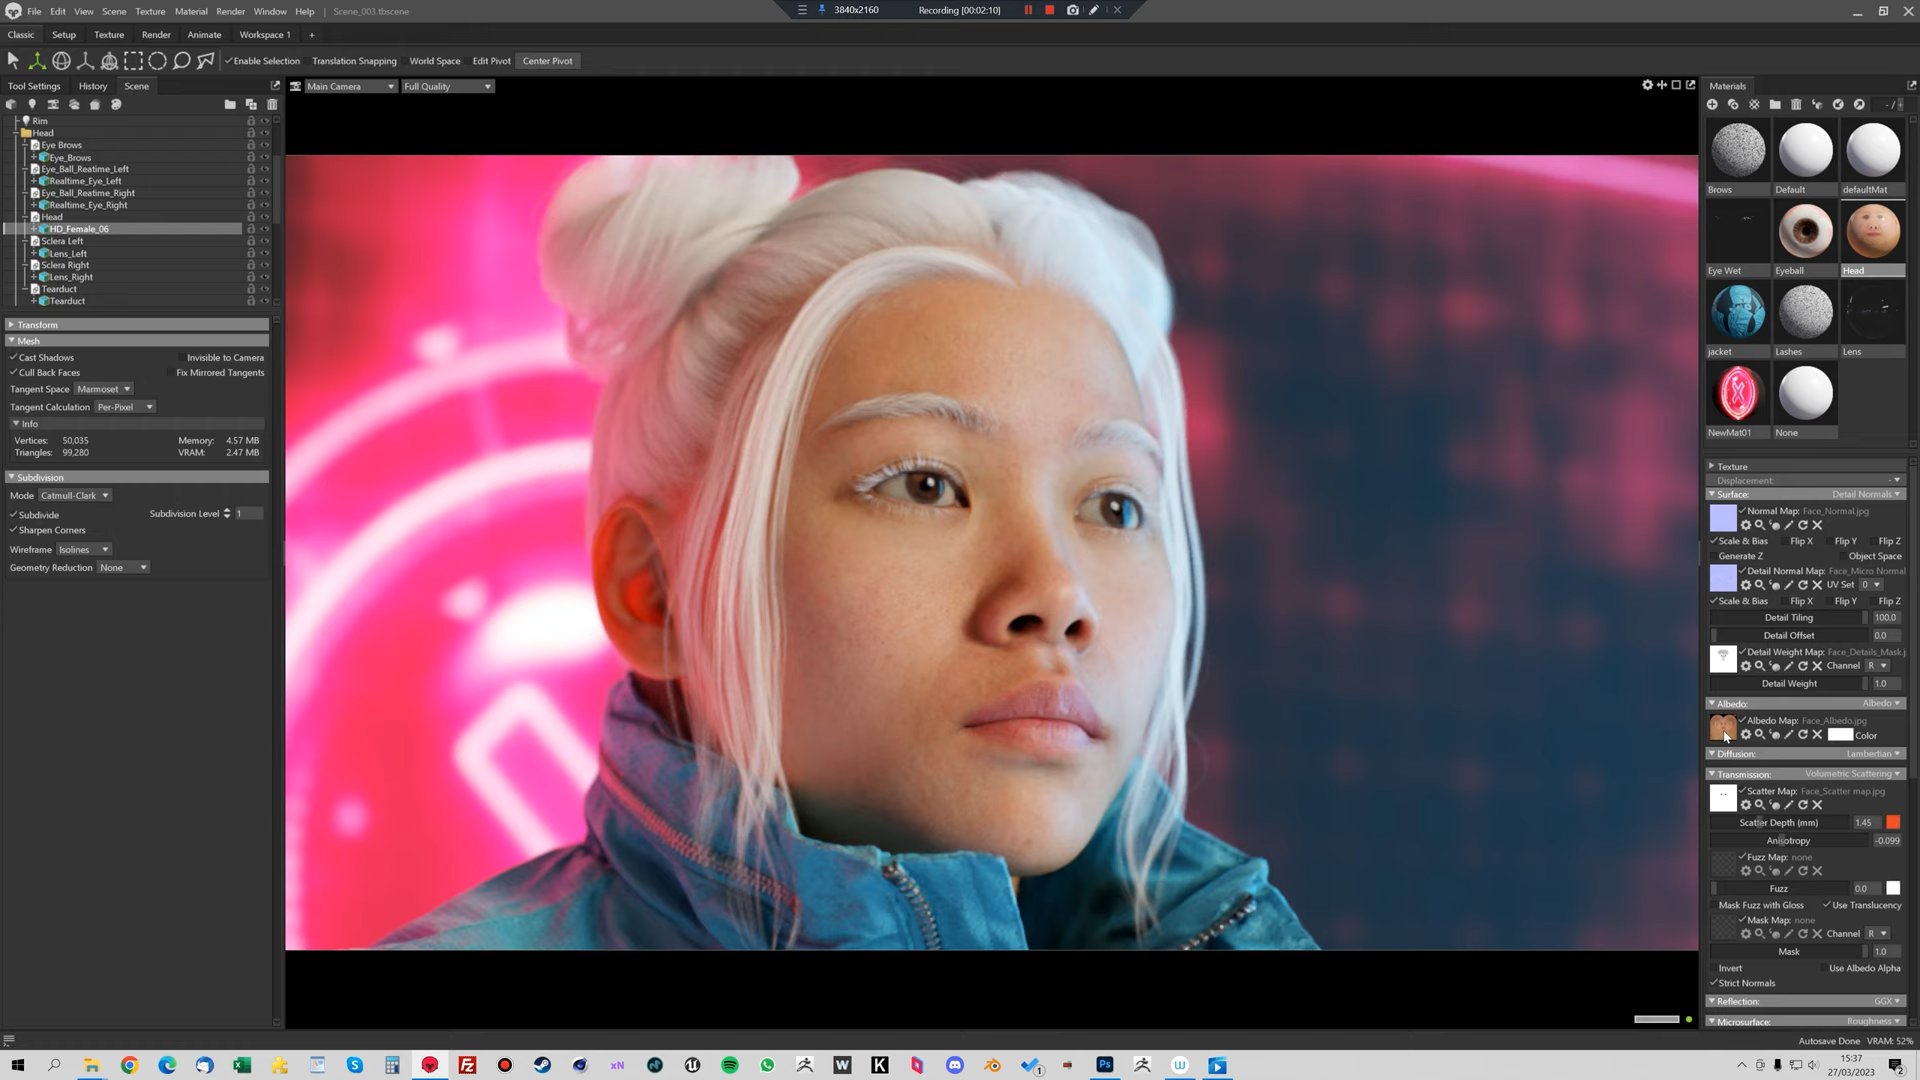 File Edit View Scene Texture Material Render Window Help Scene_003.tbscene
3840x2160 Recording [00:02:10]
Classic Setup Texture Render Animate Workspace 1 +
Enable Selection Translation Snapping World Space Edit Pivot Center Pivot
Tool Settings History Scene
Main Camera Full Quality
Materials
Rim
Head
Eye Brows
Eye_Brows
Eye_Ball_Reatime_Left
Realtime_Eye_Left
Eye_Ball_Reatime_Right
Realtime_Eye_Right
Head
HD_Female_06
Sclera Left
Lens_Left
Sclera Right
Lens_Right
Tearduct
Tearduct
Transform
Mesh
Cast Shadows Invisible to Camera
Cull Back Faces Fix Mirrored Tangents
Tangent Space Marmoset
Tangent Calculation Per-Pixel
Info
Vertices: 50,035 Memory: 4.57 MB
Triangles: 99,280 VRAM: 2.47 MB
Subdivision
Mode Catmull-Clark
Subdivide Subdivision Level 1
Sharpen Corners
Wireframe Isolines
Geometry Reduction None
Brows Default defaultMat
Eye Wet Eyeball Head
jacket Lashes Lens
NewMat01 None
Texture
Displacement:
Surface: Detail Normals
Normal Map: Face_Normal.jpg
Scale & Bias Flip X Flip Y Flip Z
Generate Z Object Space
Detail Normal Map: Face_Micro Normal
UV Set 0
Scale & Bias Flip X Flip Y Flip Z
Detail Tiling 100.0
Detail Offset 0.0
Detail Weight Map: Face_Details_Mask.j
Channel R
Detail Weight 1.0
Albedo: Albedo
Albedo Map: Face_Albedo.jpg
Color
Diffusion: Lambertian
Transmission: Volumetric Scattering
Scatter Map: Face_Scatter map.jpg
Scatter Depth (mm) 1.45
Anisotropy -0.099
Fuzz Map: none
Fuzz 0.0
Mask Fuzz with Gloss Use Translucency
Mask Map: none
Channel R
Mask 1.0
Invert Use Albedo Alpha
Strict Normals
Reflection: GGX
Microsurface: Roughness
Autosave Done VRAM: 52%
15:37
27/03/2023